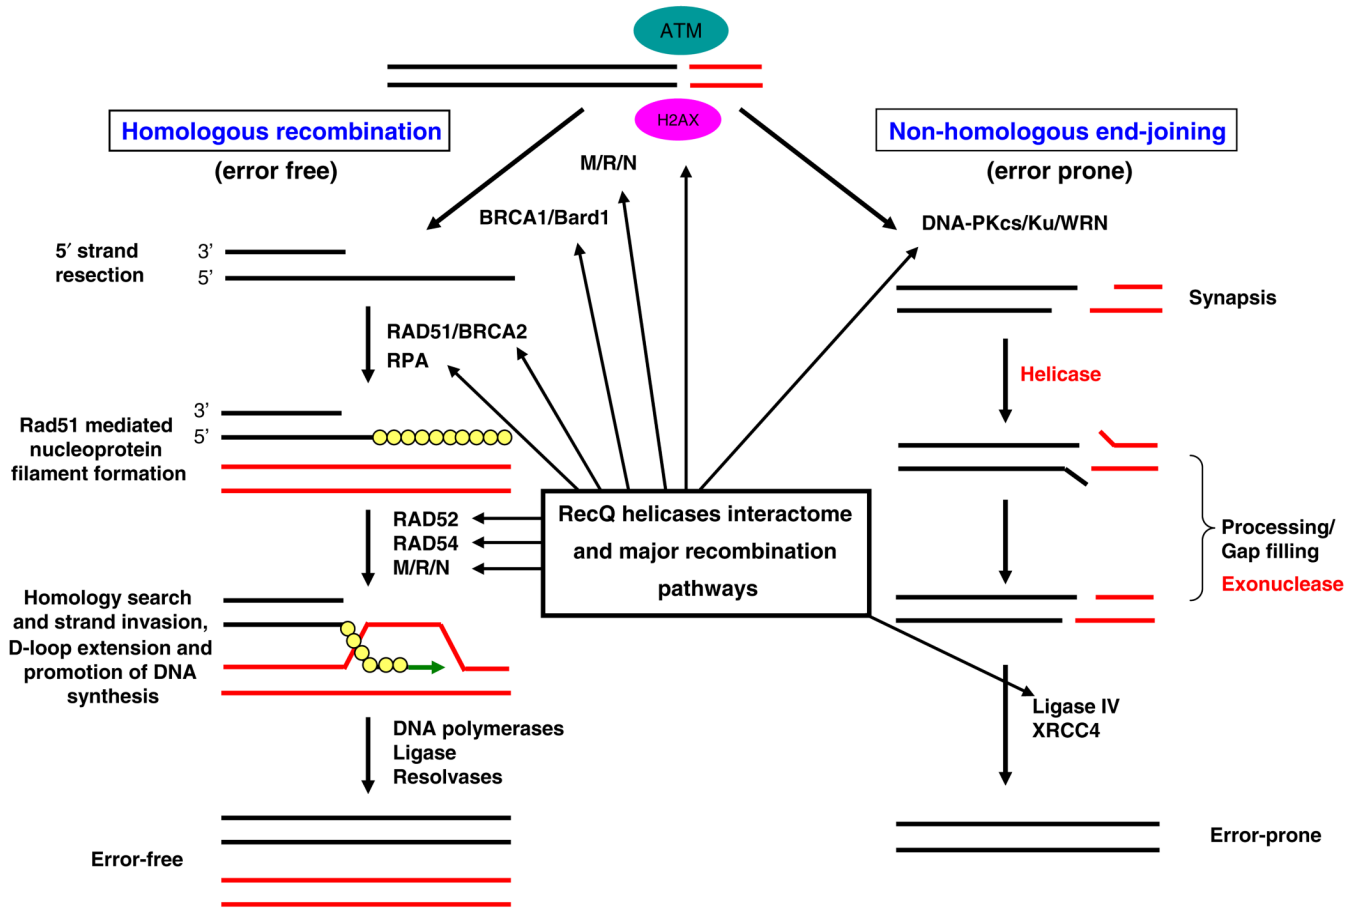 ATM
H2AX
Homologous recombination
(error free)
Non-homologous end-joining
(error prone)
M/R/N
BRCA1/Bard1
DNA-PKcs/Ku/WRN
5′ strand
resection
3’
5’
Synapsis
RAD51/BRCA2
RPA
Helicase
Rad51 mediated
nucleoprotein
filament formation
3’
5’
RecQ helicases interactome
and major recombination
pathways
RAD52
RAD54
M/R/N
Processing/
Gap filling
Exonuclease
Homology search
and strand invasion,
D-loop extension and
promotion of DNA
synthesis
Ligase IV
XRCC4
DNA polymerases
Ligase
Resolvases
Error-free
Error-prone